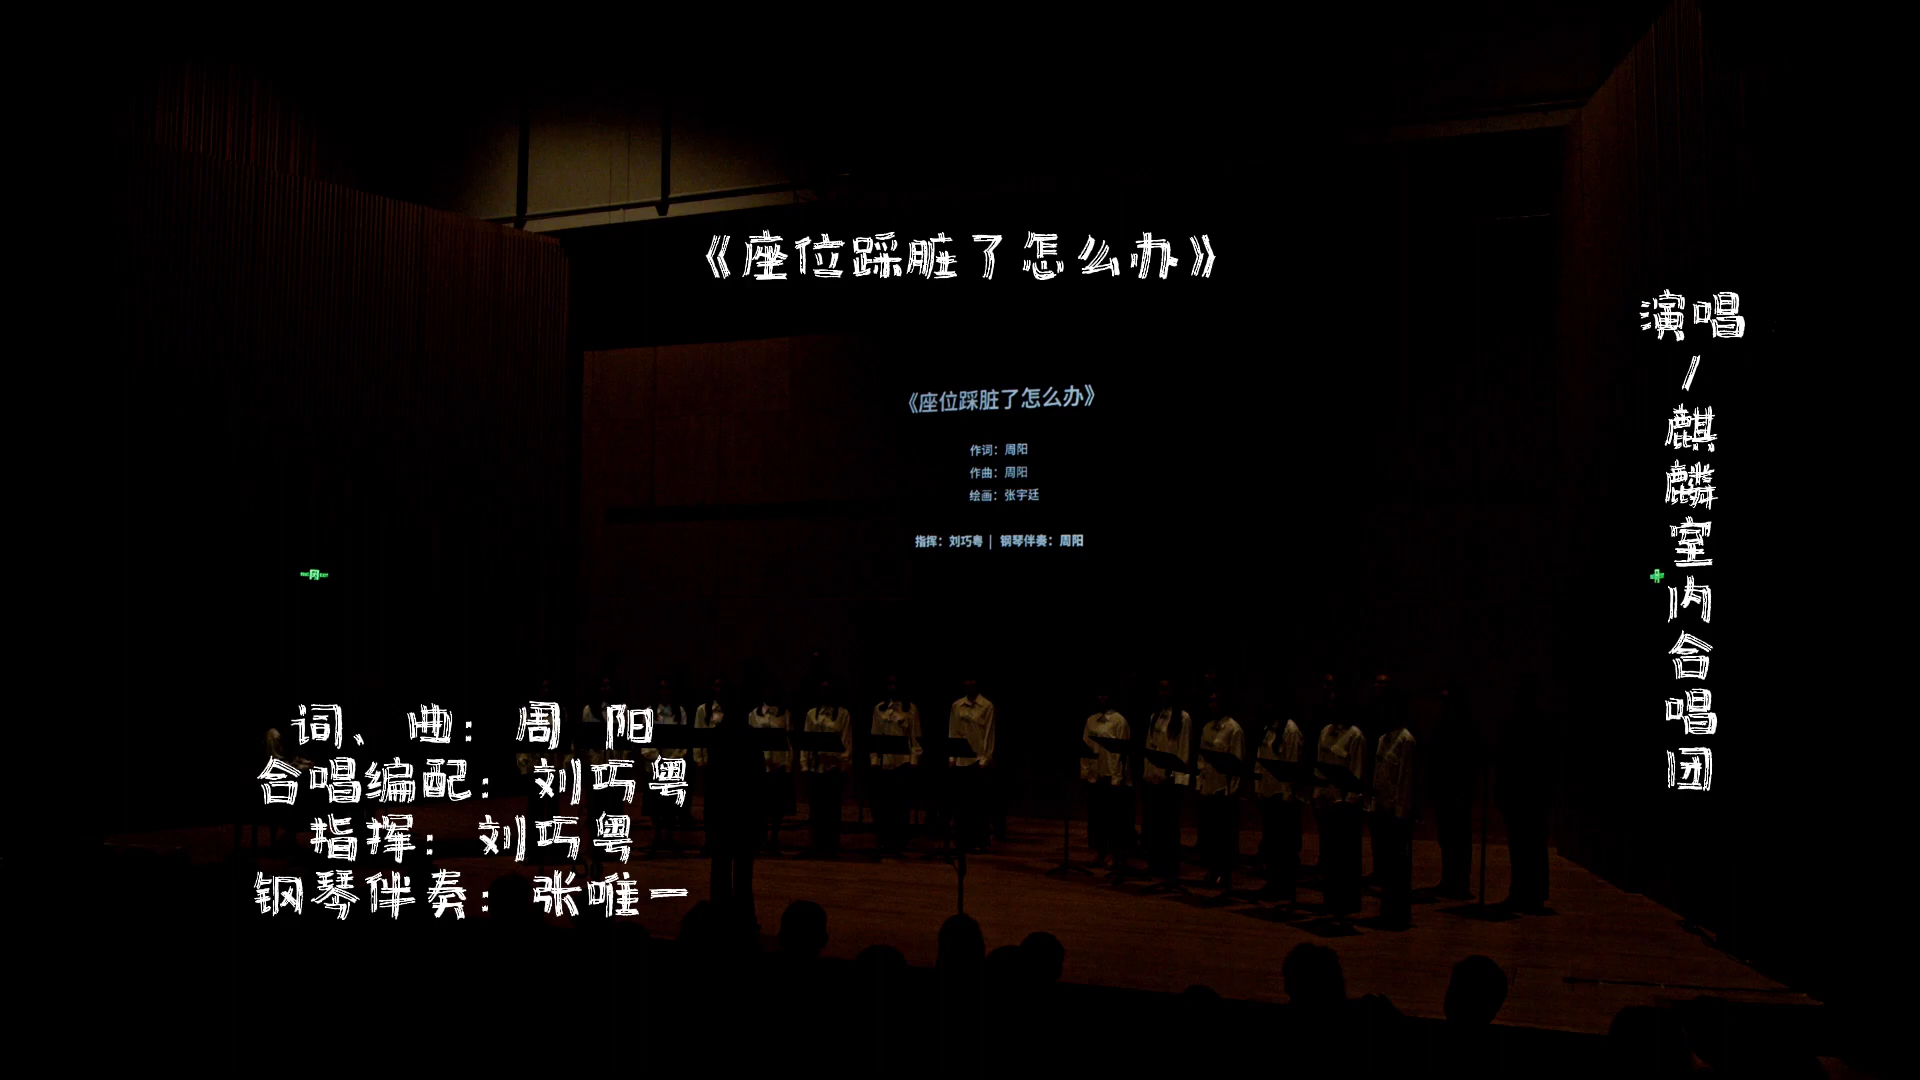 《座位踩脏了怎么办》
《座位踩脏了怎么办》
作词：周阳
作曲：周阳
绘画：张宇廷
指挥：刘巧粤 | 钢琴伴奏：周阳
演唱
/
麒
麟
室
内
合
唱
团
词、曲：周 阳
合唱编配：刘巧粤
指挥：刘巧粤
钢琴伴奏：张唯一